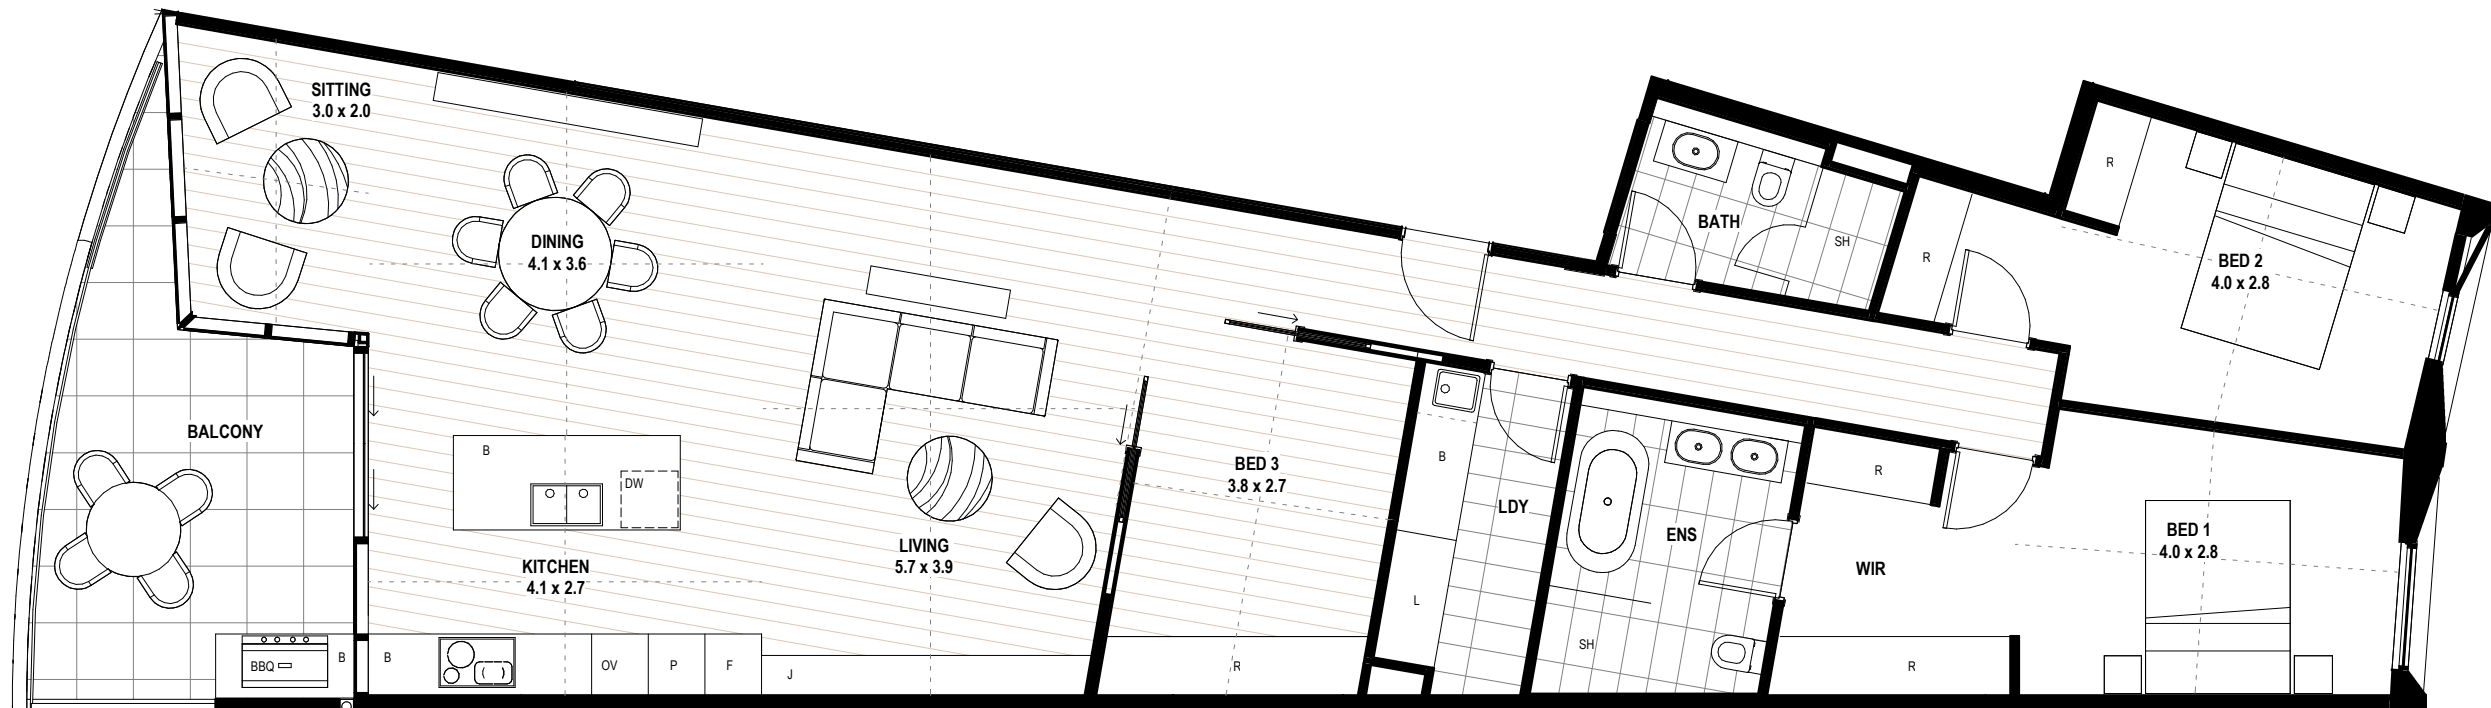 SITTING
3.0 x 2.0
DINING
4.1 x 3.6
BATH
SH
R
R
BED 2
4.0 x 2.8
BALCONY
B
DW
KITCHEN
4.1 x 2.7
LIVING
5.7 x 3.9
BED 3
3.8 x 2.7
B
LDY
L
ENS
SH
R
WIR
BED 1
4.0 x 2.8
BBQ
B
B
OV
P
F
J
R
R